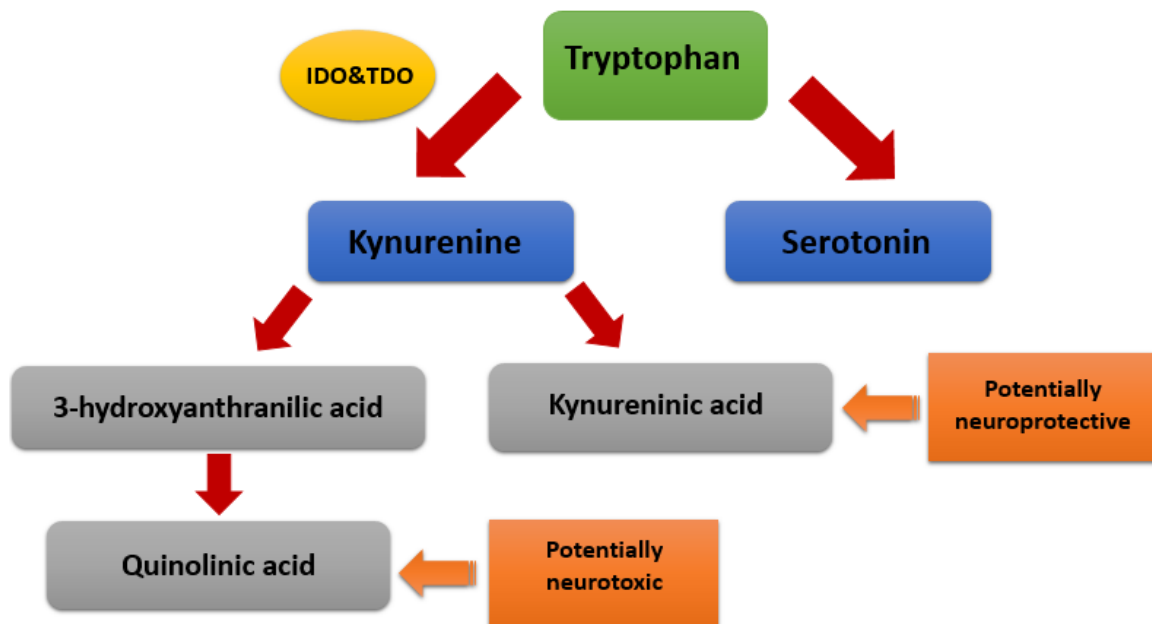 Tryptophan
IDO&TDO
Kynurenine
Serotonin
3-hydroxyanthranilic acid
Kynureninic acid
Potentially
neuroprotective
Quinolinic acid
Potentially
neurotoxic